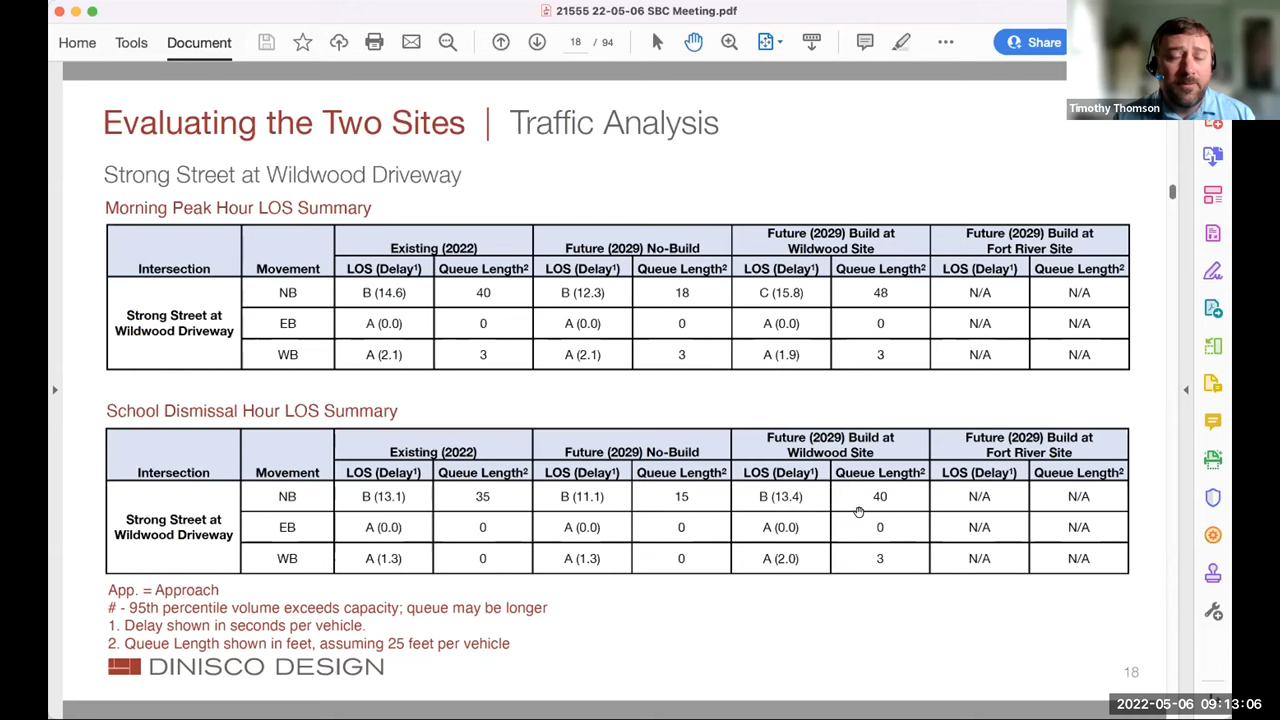 21555 22-05-06 SBC Meeting.pdf
Home Tools Document 18 / 94 Share
Timothy Thomson
Evaluating the Two Sites | Traffic Analysis
Strong Street at Wildwood Driveway
Morning Peak Hour LOS Summary
Intersection Movement Existing (2022) Future (2029) No-Build Future (2029) Build at Wildwood Site Future (2029) Build at Fort River Site
LOS (Delay¹) Queue Length² LOS (Delay¹) Queue Length² LOS (Delay¹) Queue Length² LOS (Delay¹) Queue Length²
Strong Street at Wildwood Driveway
NB B (14.6) 40 B (12.3) 18 C (15.8) 48 N/A N/A
EB A (0.0) 0 A (0.0) 0 A (0.0) 0 N/A N/A
WB A (2.1) 3 A (2.1) 3 A (1.9) 3 N/A N/A
School Dismissal Hour LOS Summary
Intersection Movement Existing (2022) Future (2029) No-Build Future (2029) Build at Wildwood Site Future (2029) Build at Fort River Site
LOS (Delay¹) Queue Length² LOS (Delay¹) Queue Length² LOS (Delay¹) Queue Length² LOS (Delay¹) Queue Length²
Strong Street at Wildwood Driveway
NB B (13.1) 35 B (11.1) 15 B (13.4) 40 N/A N/A
EB A (0.0) 0 A (0.0) 0 A (0.0) 0 N/A N/A
WB A (1.3) 0 A (1.3) 0 A (2.0) 3 N/A N/A
App. = Approach
# - 95th percentile volume exceeds capacity; queue may be longer
1. Delay shown in seconds per vehicle.
2. Queue Length shown in feet, assuming 25 feet per vehicle
DINISCO DESIGN
18
2022-05-06 09:13:06